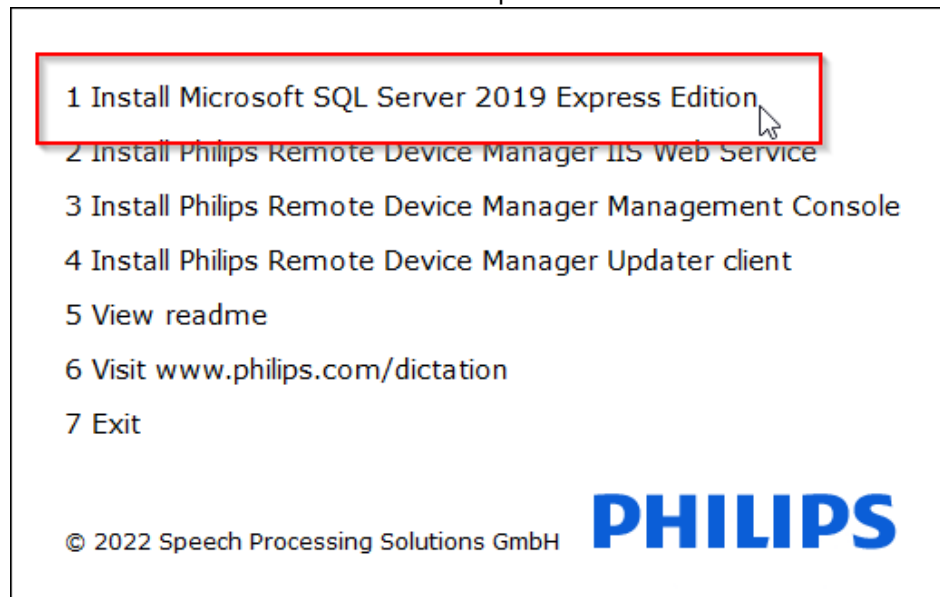 1 Install Microsoft SQL Server 2019 Express Edition
2 Install Philips Remote Device Manager IIS Web Service
3 Install Philips Remote Device Manager Management Console
4 Install Philips Remote Device Manager Updater client
5 View readme
6 Visit www.philips.com/dictation
7 Exit
© 2022 Speech Processing Solutions GmbH
PHILIPS